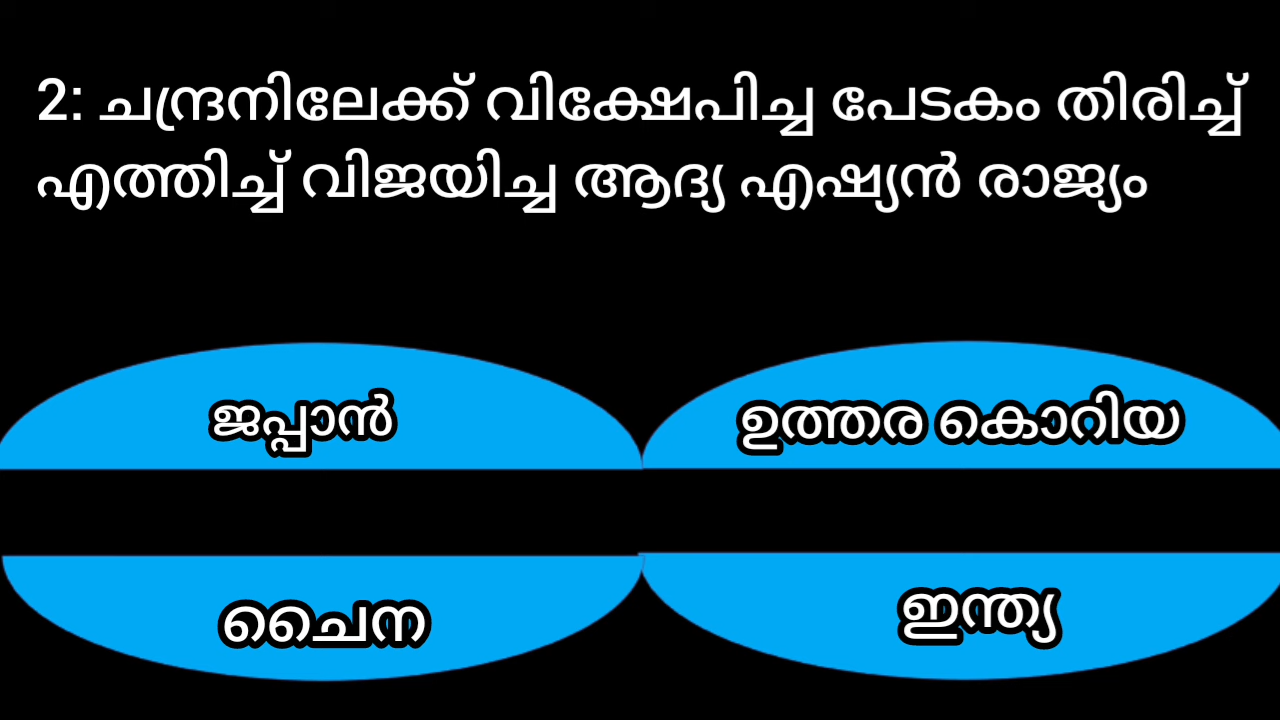 2: ചന്ദ്രനിലേക്ക് വിക്ഷേപിച്ച പേടകം തിരിച്ച്
എത്തിച്ച് വിജയിച്ച ആദ്യ എഷ്യൻ രാജ്യം
ജപ്പാൻ
ഉത്തര കൊറിയ
ചൈന
ഇന്ത്യ